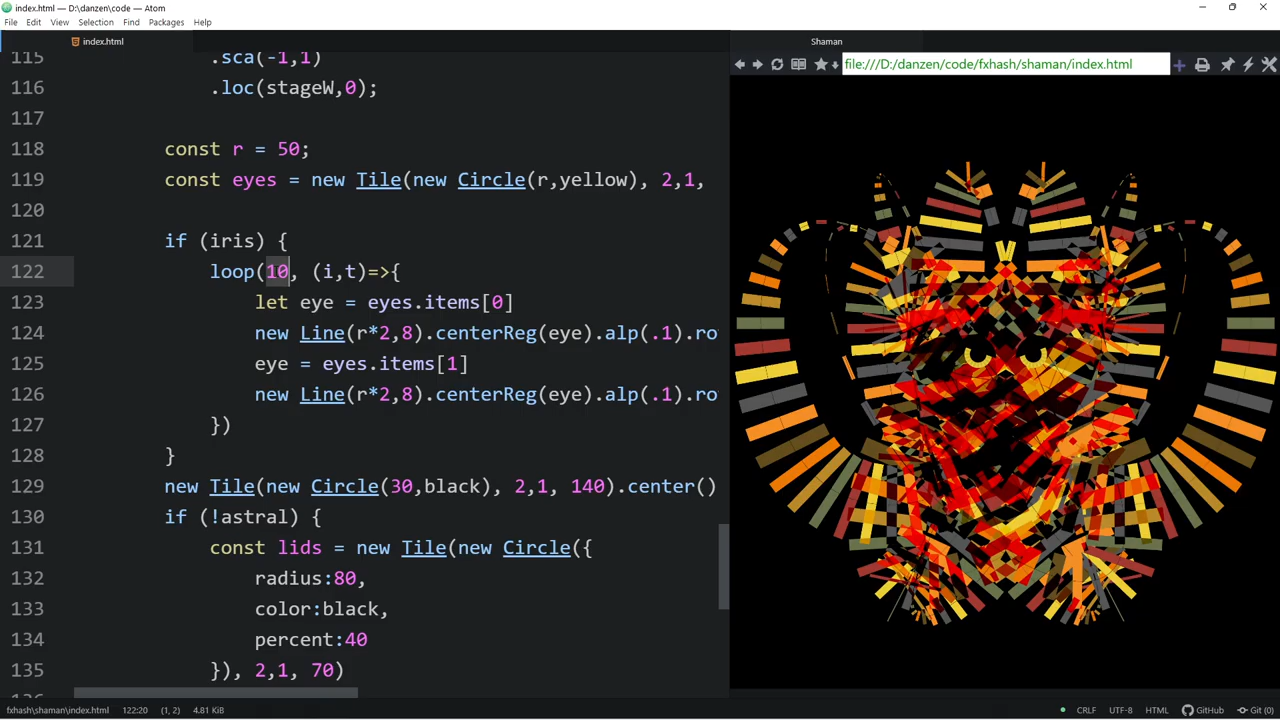 index.html — D:\danzen\code — Atom
File Edit View Selection Find Packages Help
index.html
Shaman
file:///D:/danzen/code/fxhash/shaman/index.html
115 .sca(-1,1)
116 .loc(stageW,0);
117
118 const r = 50;
119 const eyes = new Tile(new Circle(r,yellow), 2,1,
120
121 if (iris) {
122 loop(10, (i,t)=>{
123 let eye = eyes.items[0]
124 new Line(r*2,8).centerReg(eye).alp(.1).ro
125 eye = eyes.items[1]
126 new Line(r*2,8).centerReg(eye).alp(.1).ro
127 })
128 }
129 new Tile(new Circle(30,black), 2,1, 140).center()
130 if (!astral) {
131 const lids = new Tile(new Circle({
132 radius:80,
133 color:black,
134 percent:40
135 }), 2,1, 70)
fxhash\shaman\index.html 122:20 (1, 2) 4.81 KiB CRLF UTF-8 HTML GitHub Git (0)